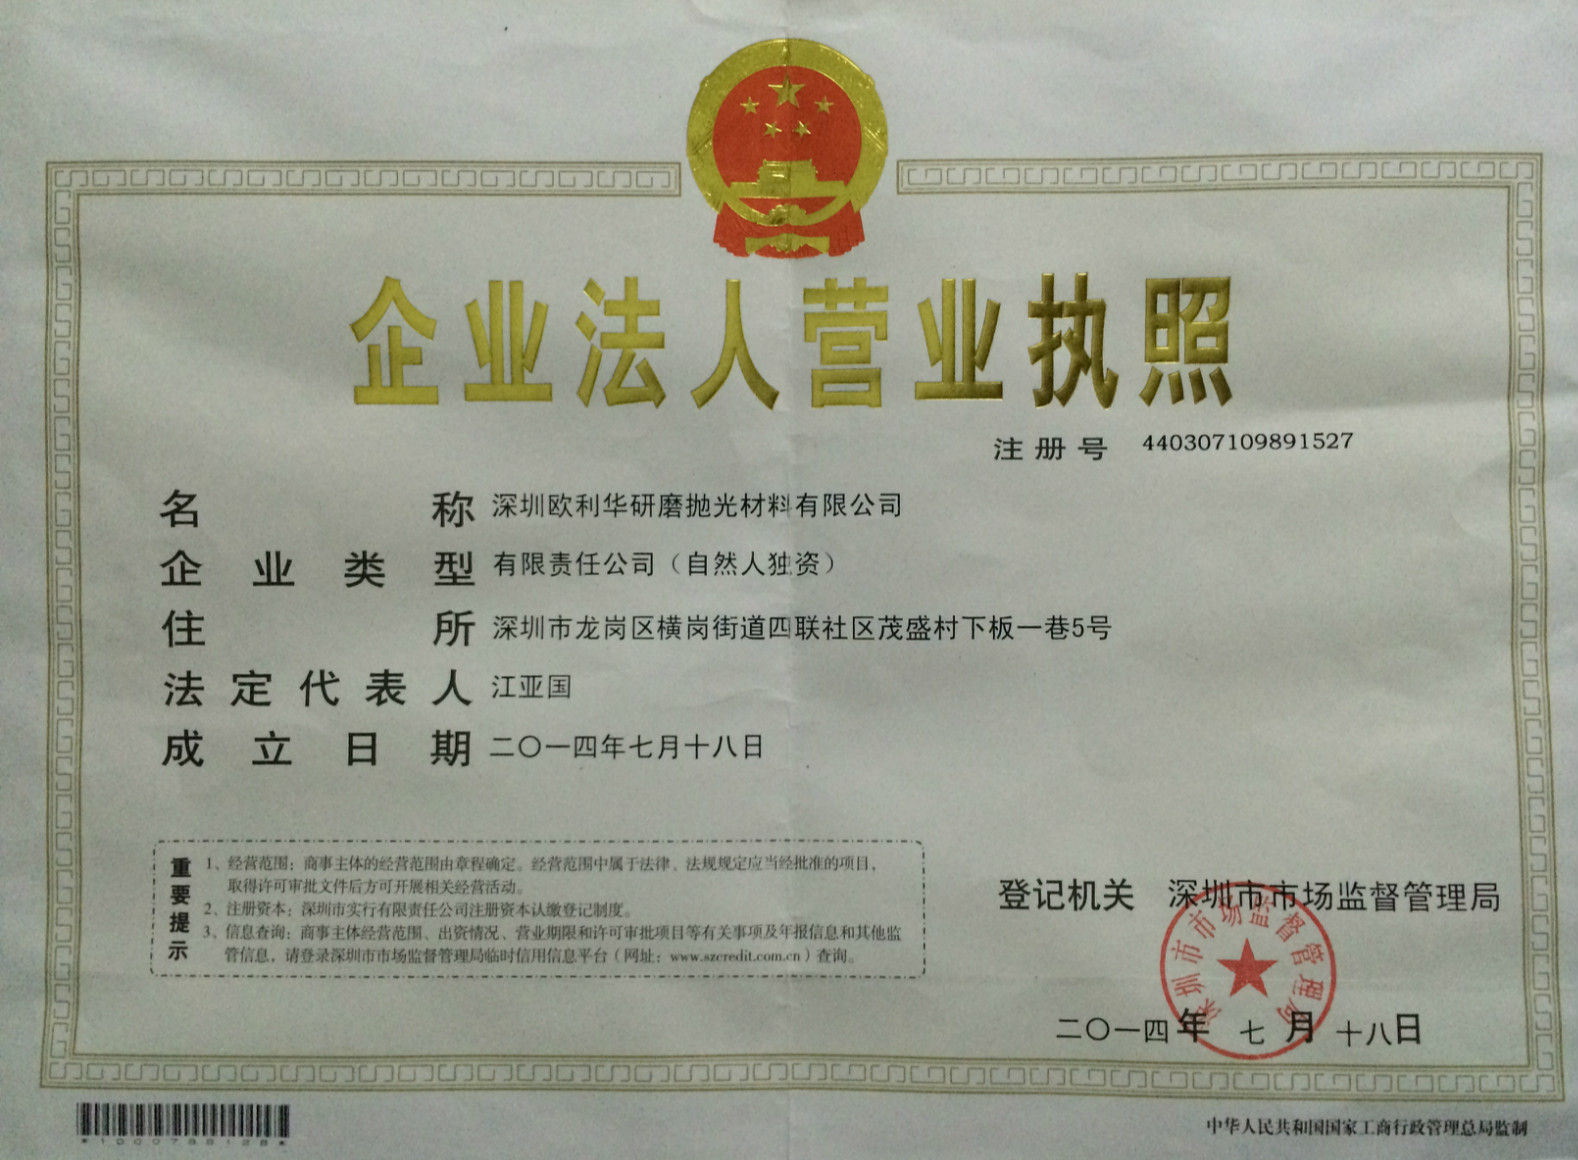 企业法人营业执照
注册号 440307109891527
名称 深圳欧利华研磨抛光材料有限公司
企业类型 有限责任公司（自然人独资）
住所 深圳市龙岗区横岗街道四联社区茂盛村下板一巷5号
法定代表人 江亚国
成立日期 二〇一四年七月十八日
重要提示
1、经营范围：商事主体的经营范围由章程确定。经营范围中属于法律、法规规定应当经批准的项目，
取得许可审批文件后方可开展相关经营活动。
2、注册资本：深圳市实行有限责任公司注册资本认缴登记制度。
3、信息查询：商事主体经营范围、出资情况、营业期限和许可审批项目等有关事项及年报信息和其他监
管信息，请登录深圳市市场监督管理局临时信用信息平台（网址：www.szcredit.com.cn）查询。
登记机关 深圳市市场监督管理局
深圳市市场监督管理局
二〇一四年 七月 十八日
中华人民共和国国家工商行政管理总局监制